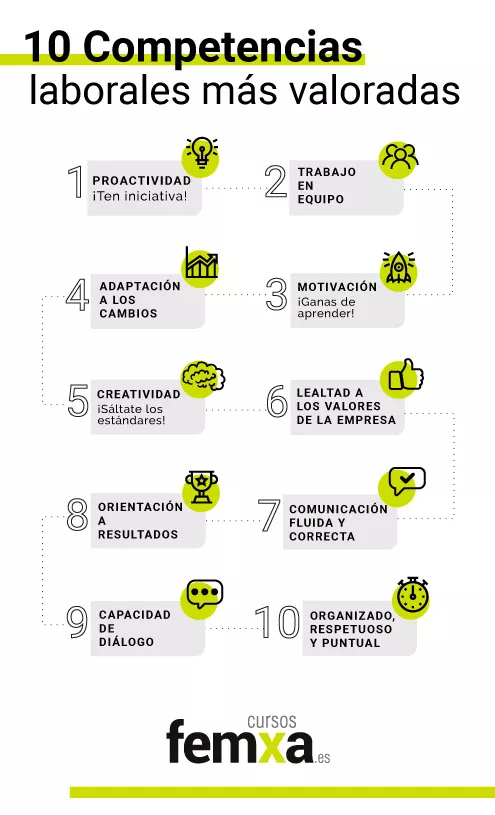 10 Competencias
laborales más valoradas
1
PROACTIVIDAD
¡Ten iniciativa!
2
TRABAJO
EN
EQUIPO
3
MOTIVACIÓN
¡Ganas de
aprender!
4
ADAPTACIÓN
A LOS
CAMBIOS
5
CREATIVIDAD
¡Sáltate los
estándares!
6
LEALTAD A
LOS VALORES
DE LA EMPRESA
7
COMUNICACIÓN
FLUIDA Y
CORRECTA
8
ORIENTACIÓN
A
RESULTADOS
9
CAPACIDAD
DE
DIÁLOGO
10
ORGANIZADO,
RESPETUOSO
Y PUNTUAL
cursos
femxa.es